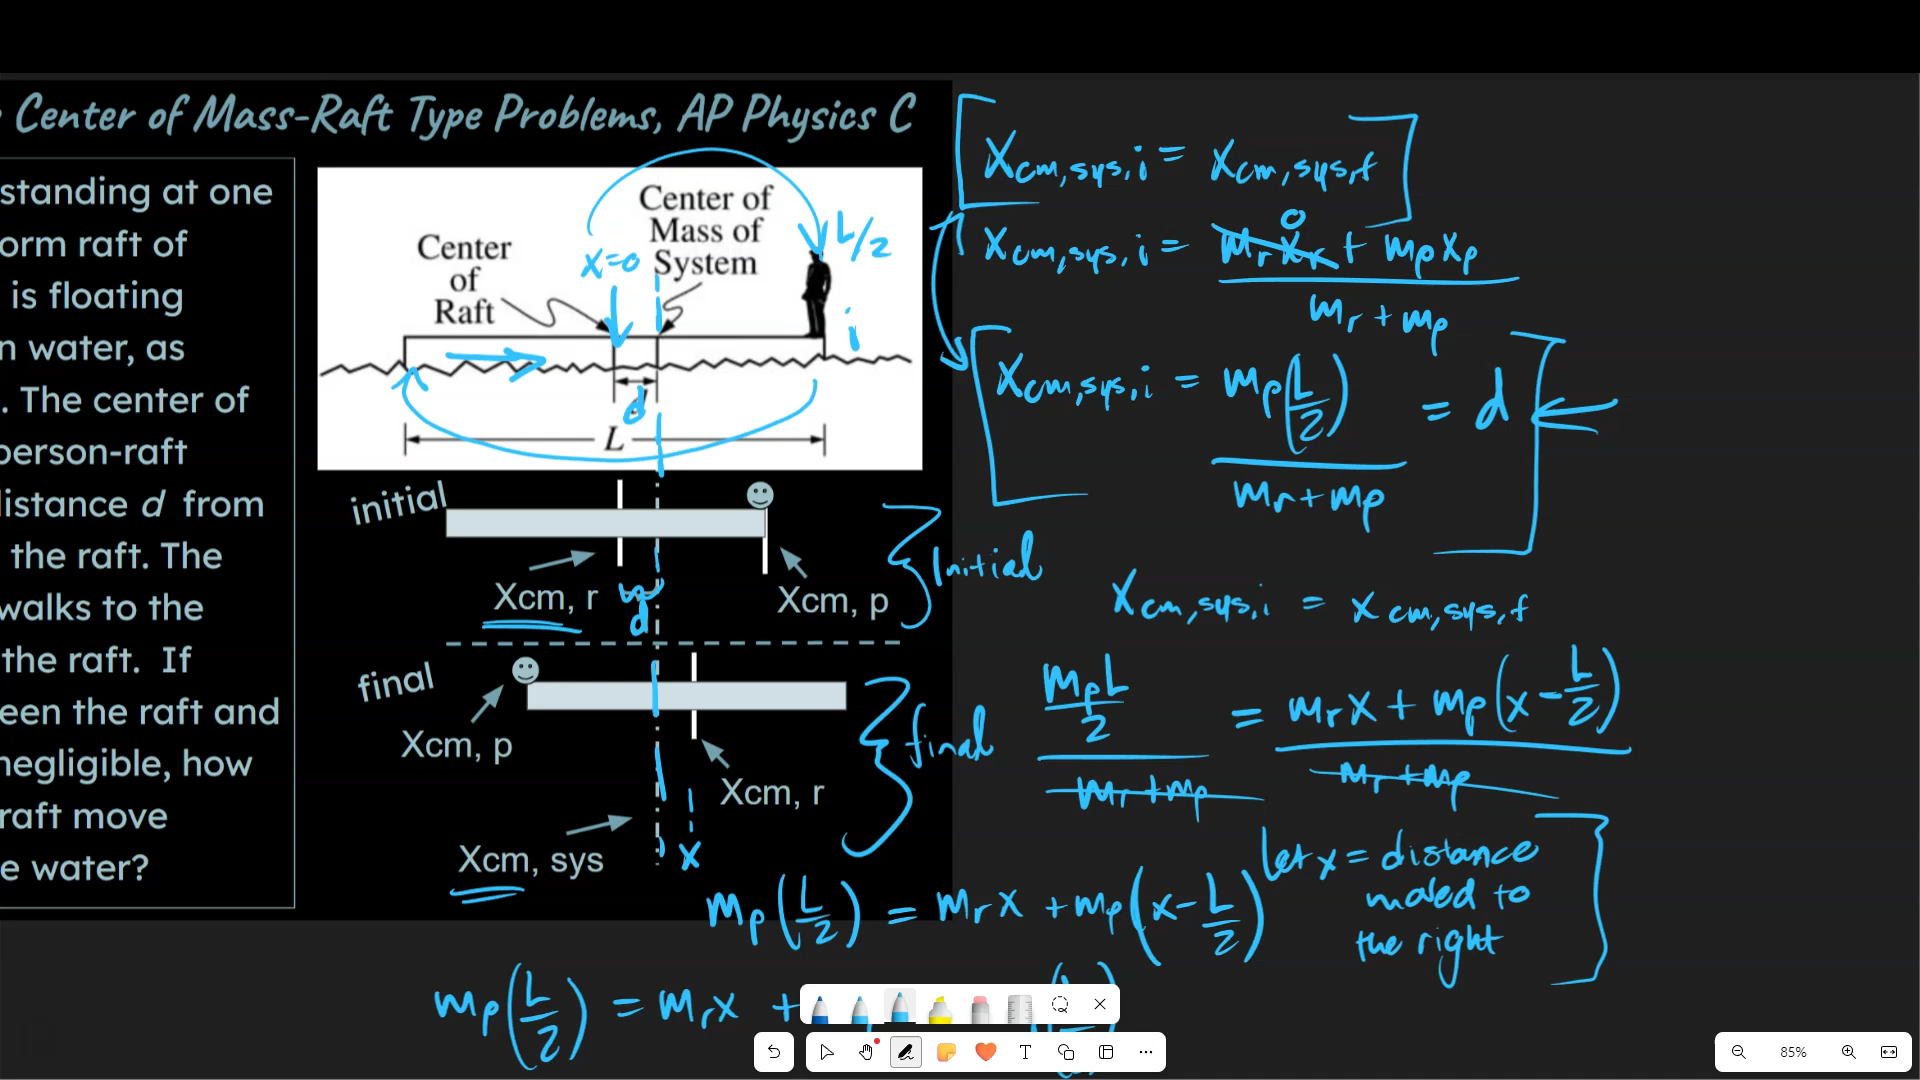 Center of Mass-Raft Type Problems, AP Physics C
standing at one
orm raft of
is floating
n water, as
. The center of
person-raft
distance d from
the raft. The
walks to the
the raft. If
een the raft and
negligible, how
raft move
e water?
Center
of
Raft
Center of
Mass of
System
x=0
L/2
i
d
L
initial
Xcm, r
d
Xcm, p
Initial
final
Xcm, p
Xcm, r
Xcm, sys
x
final
Xcm,sys,i = Xcm,sys,f
0
Xcm,sys,i = mrxr + mpxp
mr + mp
Xcm,sys,i = mp(L/2) = d
mr+mp
Xcm,sys,i = Xcm,sys,f
mpL/2 = mrx + mp(x-L/2)
mr+mp mr+mp
let x = distance
moved to
the right
mp(L/2) = mrx + mp(x-L/2)
mp(L/2) = mrx +
85%